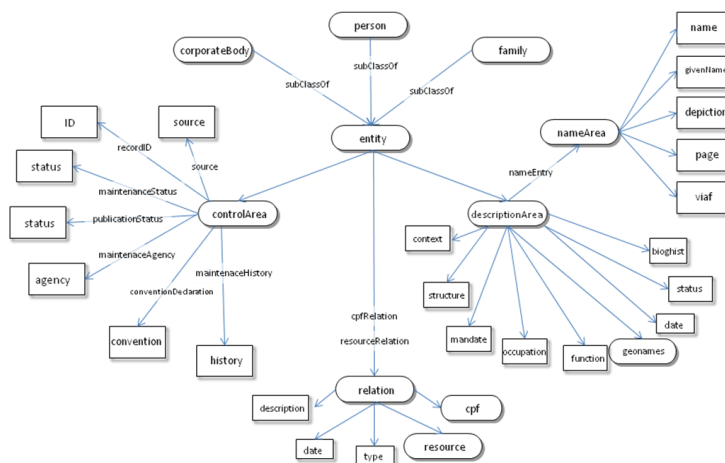 person
corporateBody
family
subClassOf
subClassOf
subClassOf
entity
name
givenName
depiction
page
viaf
nameArea
nameEntry
ID
source
recordID
source
status
maintenanceStatus
status
publicationStatus
controlArea
agency
maintenaceAgency
maintenaceHistory
conventionDeclaration
convention
history
descriptionArea
context
structure
mandate
occupation
function
geonames
date
status
bioghist
cpfRelation
resourceRelation
relation
description
date
type
resource
cpf